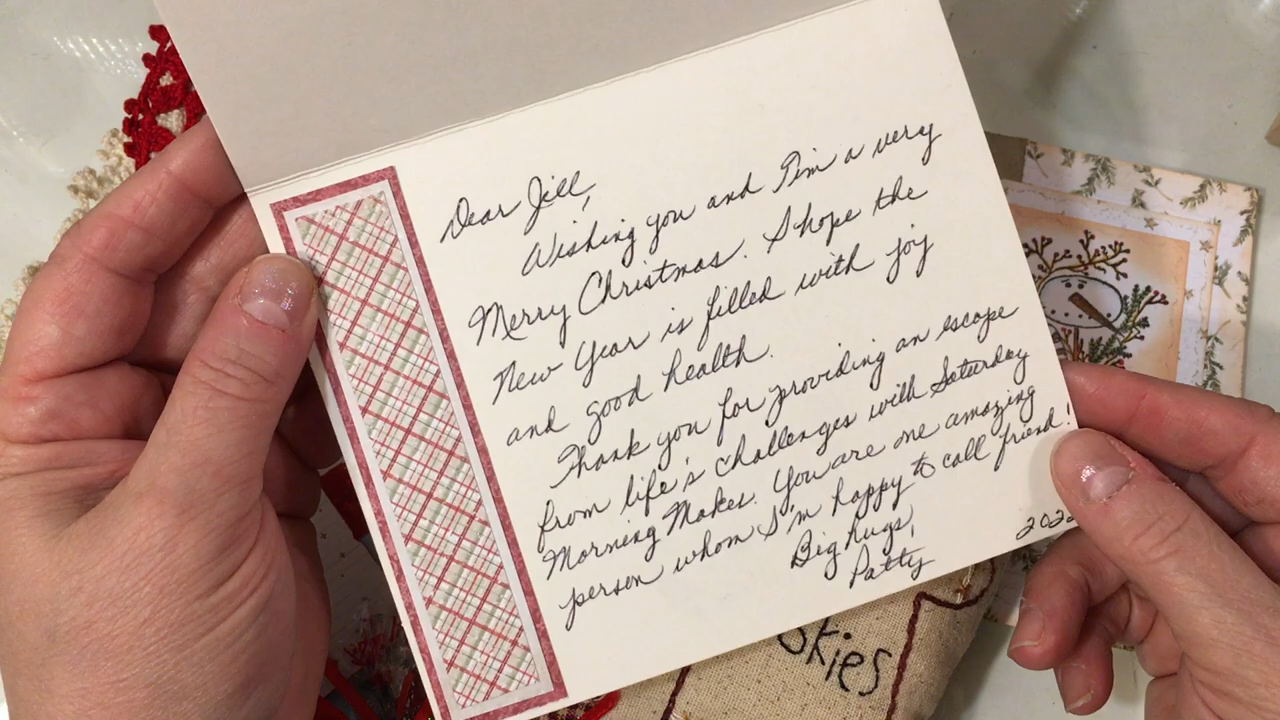 Dear Jill,
Wishing you and Tim a very
Merry Christmas. I hope the
New Year is filled with joy
and good health.
Thank you for providing an escape
from life's challenges with Saturday
Morning Makes. You are one amazing
person whom I'm happy to call friend!
Big hugs,
Patty
2022
skies